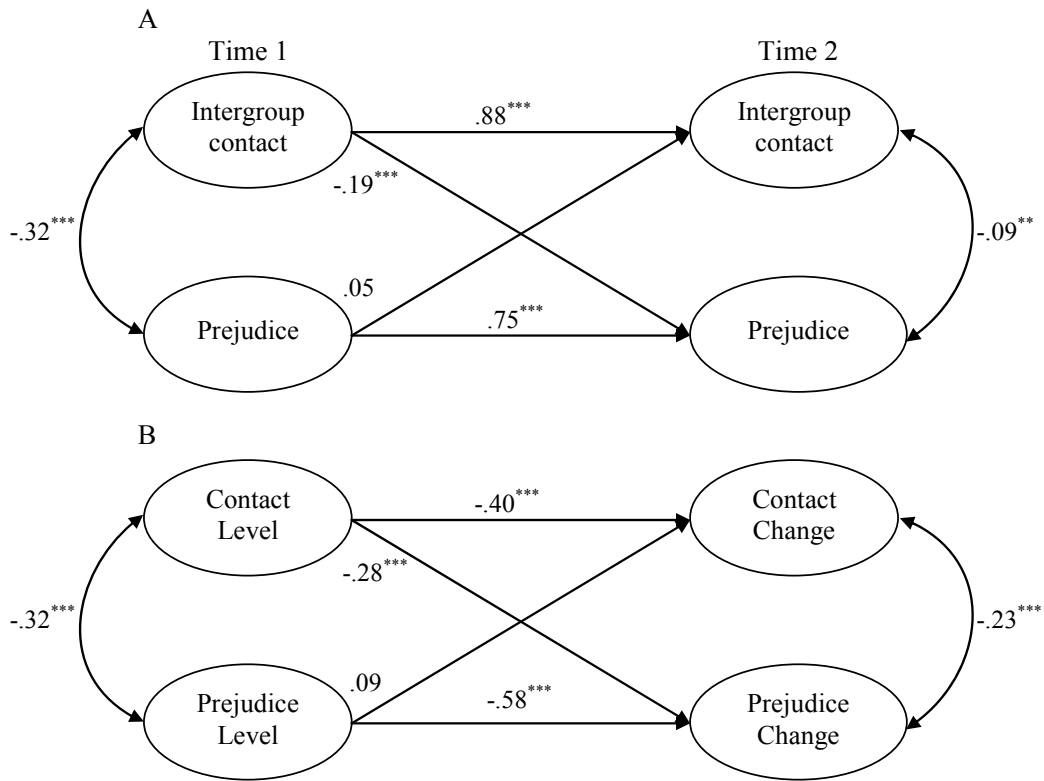 A
Time 1
Time 2
Intergroup
contact
.88***
Intergroup
contact
-.19***
-.32***
-.09**
.05
Prejudice
.75***
Prejudice
B
Contact
Level
-.40***
Contact
Change
-.28***
-.32***
-.23***
.09
Prejudice
Level
-.58***
Prejudice
Change